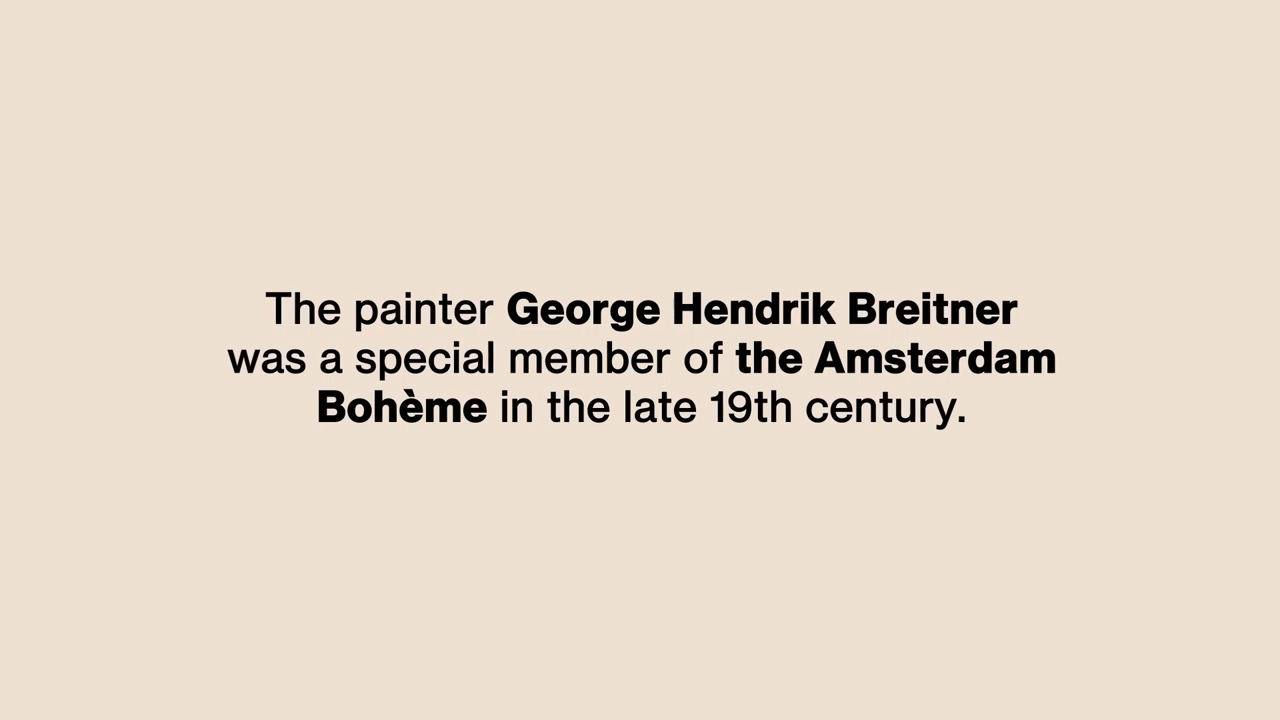 The painter George Hendrik Breitner
was a special member of the Amsterdam
Bohème in the late 19th century.